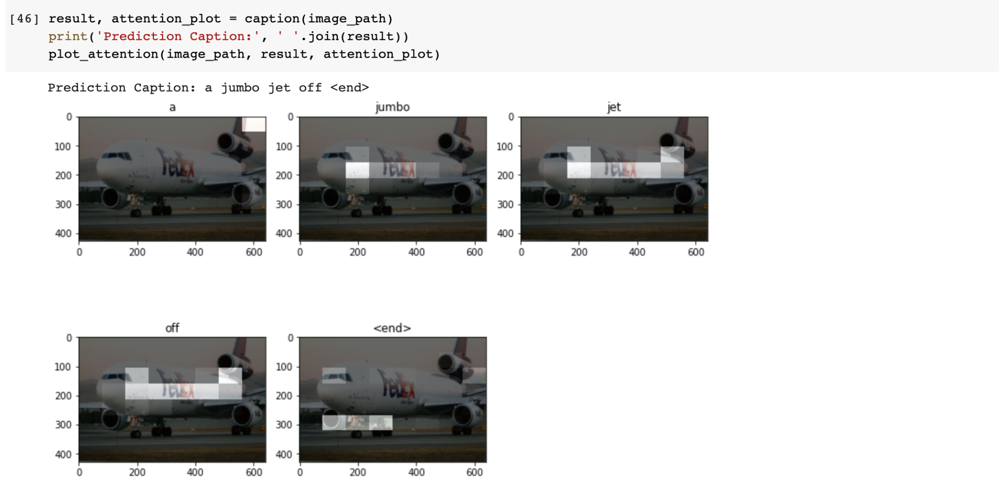 [46] result, attention_plot = caption(image_path)
print('Prediction Caption:', ' '.join(result))
plot_attention(image_path, result, attention_plot)
Prediction Caption: a jumbo jet off <end>
a
0
100
200
300
400
0 200 400 600
FedEx
jumbo
0
100
200
300
400
0 200 400 600
FedEx
jet
0
100
200
300
400
0 200 400 600
FedEx
off
0
100
200
300
400
0 200 400 600
FedEx
<end>
0
100
200
300
400
0 200 400 600
FedEx